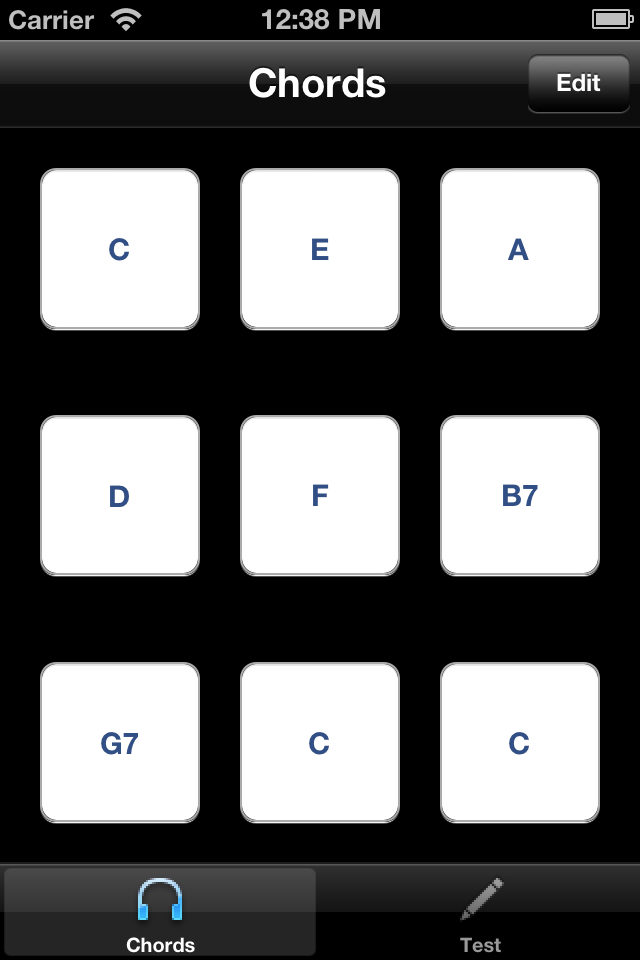 Carrier 12:38 PM
Chords Edit
C E A
D F B7
G7 C C
Chords Test